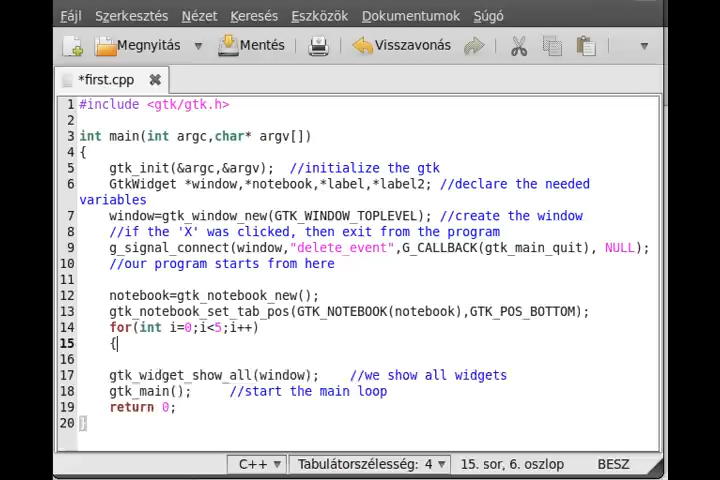 Fájl Szerkesztés Nézet Keresés Eszközök Dokumentumok Súgó
Megnyitás Mentés Visszavonás
*first.cpp
1 #include <gtk/gtk.h>
2
3 int main(int argc,char* argv[])
4 {
5 gtk_init(&argc,&argv); //initialize the gtk
6 GtkWidget *window,*notebook,*label,*label2; //declare the needed
variables
7 window=gtk_window_new(GTK_WINDOW_TOPLEVEL); //create the window
8 //if the 'X' was clicked, then exit from the program
9 g_signal_connect(window,"delete_event",G_CALLBACK(gtk_main_quit), NULL);
10 //our program starts from here
11
12 notebook=gtk_notebook_new();
13 gtk_notebook_set_tab_pos(GTK_NOTEBOOK(notebook),GTK_POS_BOTTOM);
14 for(int i=0;i<5;i++)
15 {
16
17 gtk_widget_show_all(window); //we show all widgets
18 gtk_main(); //start the main loop
19 return 0;
20 }
C++ Tabulátorszélesség: 4 15. sor, 6. oszlop BESZ